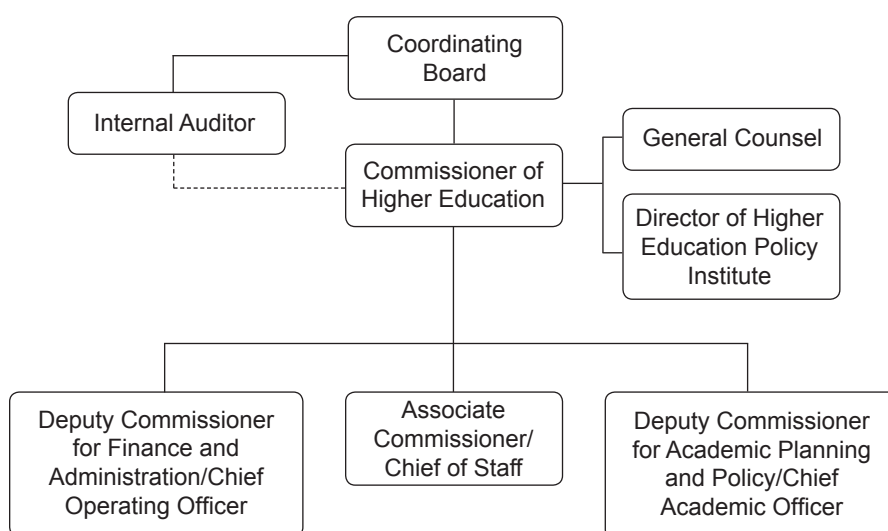 Coordinating
Board
Internal Auditor
General Counsel
Commissioner of
Higher Education
Director of Higher
Education Policy
Institute
Deputy Commissioner
for Finance and
Administration/Chief
Operating Officer
Associate
Commissioner/
Chief of Staff
Deputy Commissioner
for Academic Planning
and Policy/Chief
Academic Officer